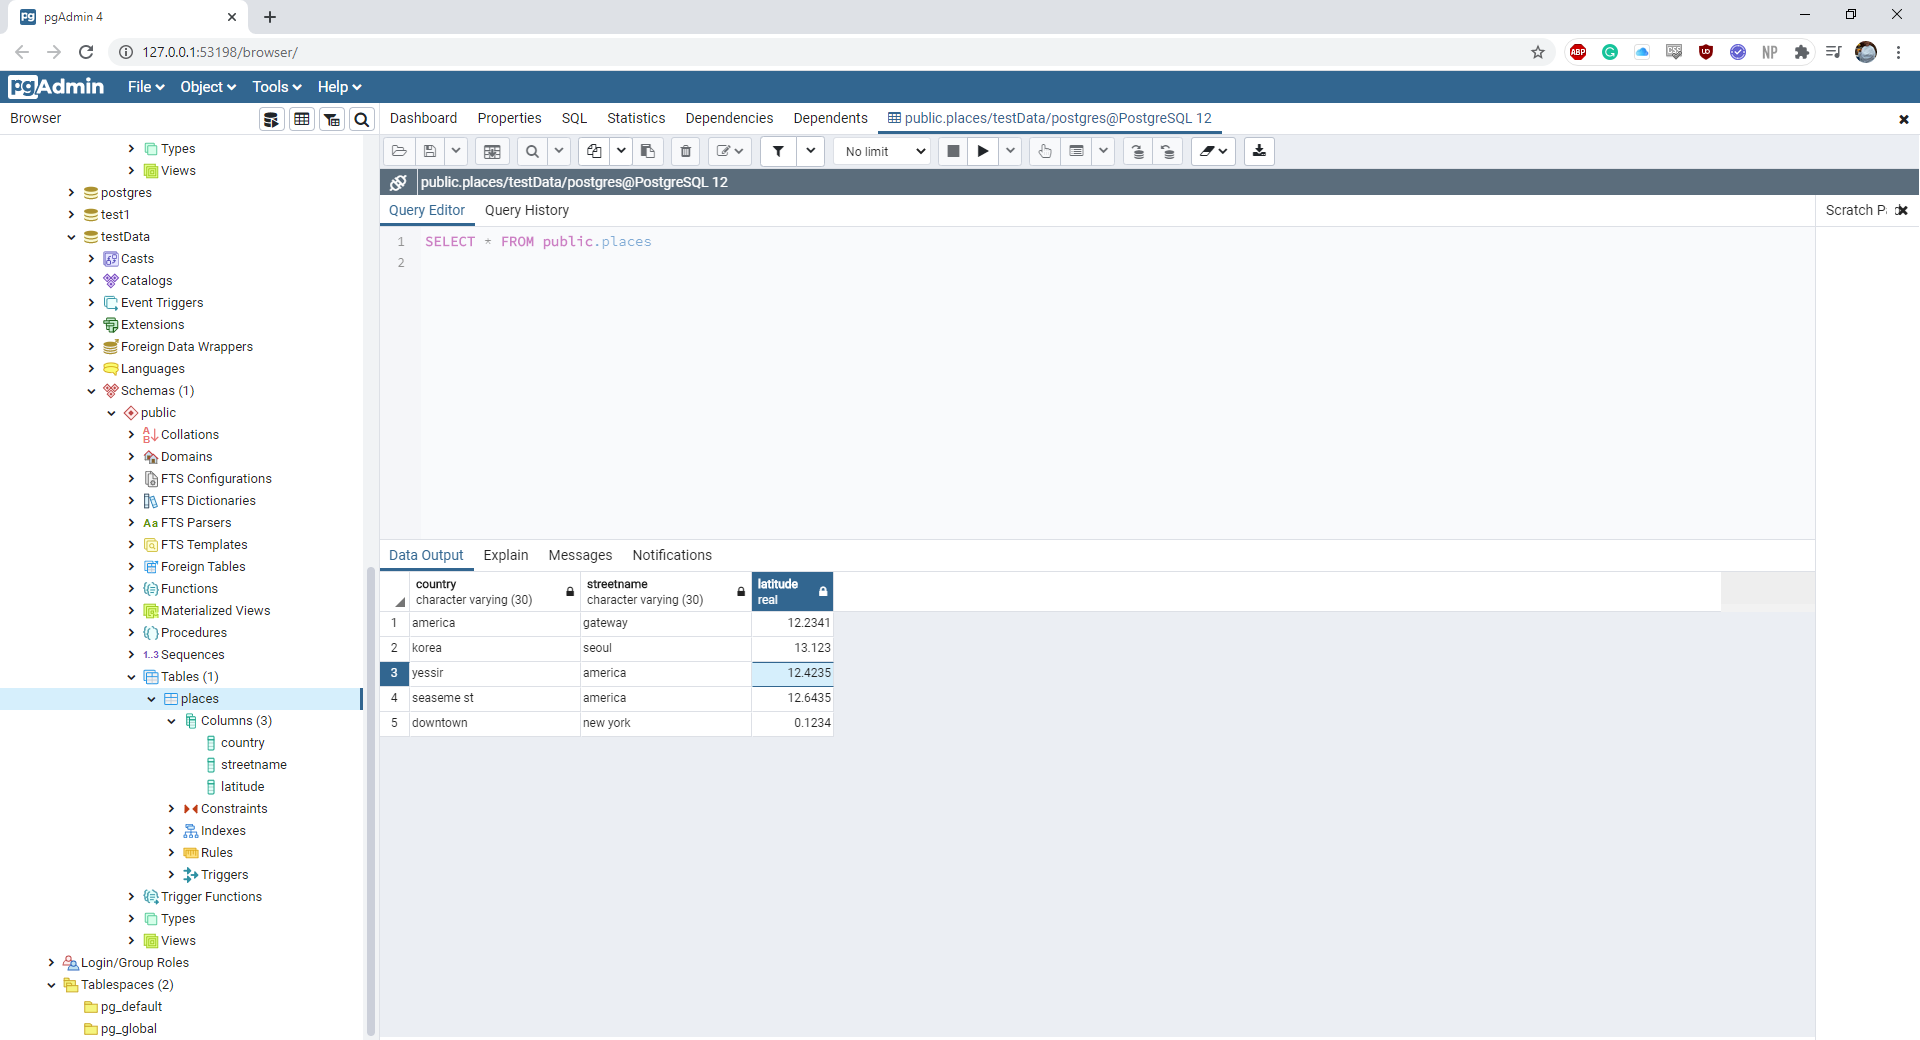 pgAdmin 4
127.0.0.1:53198/browser/
ABP
CSS
NP
pgAdmin File Object Tools Help
Browser
Dashboard Properties SQL Statistics Dependencies Dependents public.places/testData/postgres@PostgreSQL 12
Types
Views
postgres
test1
testData
Casts
Catalogs
Event Triggers
Extensions
Foreign Data Wrappers
Languages
Schemas (1)
public
Collations
Domains
FTS Configurations
FTS Dictionaries
Aa FTS Parsers
FTS Templates
Foreign Tables
Functions
Materialized Views
Procedures
1..3 Sequences
Tables (1)
places
Columns (3)
country
streetname
latitude
Constraints
Indexes
Rules
Triggers
Trigger Functions
Types
Views
Login/Group Roles
Tablespaces (2)
pg_default
pg_global
No limit
public.places/testData/postgres@PostgreSQL 12
Query Editor Query History
Scratch P
1 SELECT * FROM public.places
2
Data Output Explain Messages Notifications
country streetname latitude
character varying (30) character varying (30) real
1 america gateway 12.2341
2 korea seoul 13.123
3 yessir america 12.4235
4 seaseme st america 12.6435
5 downtown new york 0.1234